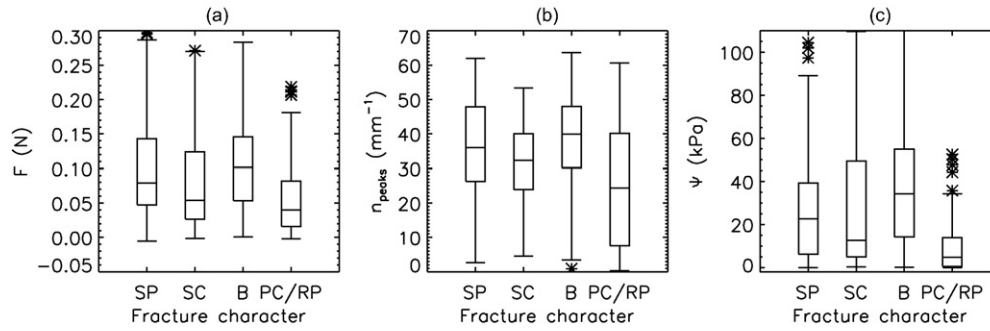 (a)
F (N)
0.30
0.25
0.20
0.15
0.10
0.05
0.00
−0.05
SP SC B PC/RP
Fracture character
(b)
n_peaks (mm⁻¹)
70
60
50
40
30
20
10
0
SP SC B PC/RP
Fracture character
(c)
Ψ (kPa)
100
80
60
40
20
0
SP SC B PC/RP
Fracture character